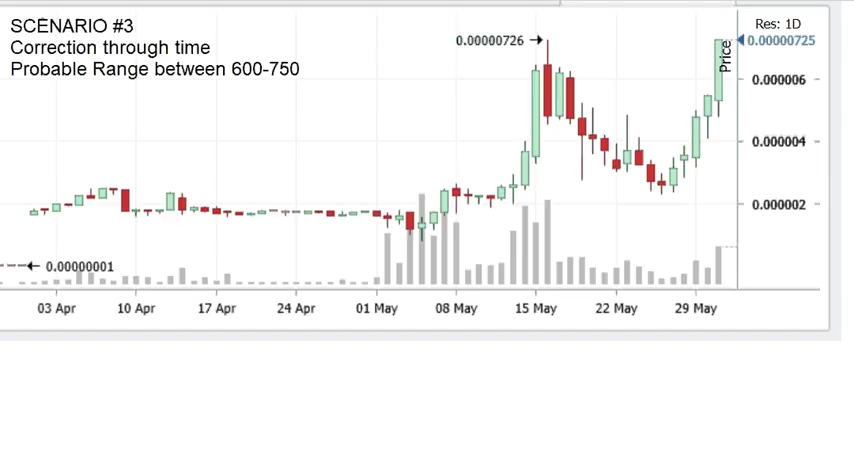 SCENARIO #3
Correction through time
Probable Range between 600-750
Res: 1D
0.00000726
0.00000725
Price
0.000006
0.000004
0.000002
0.00000001
03 Apr
10 Apr
17 Apr
24 Apr
01 May
08 May
15 May
22 May
29 May